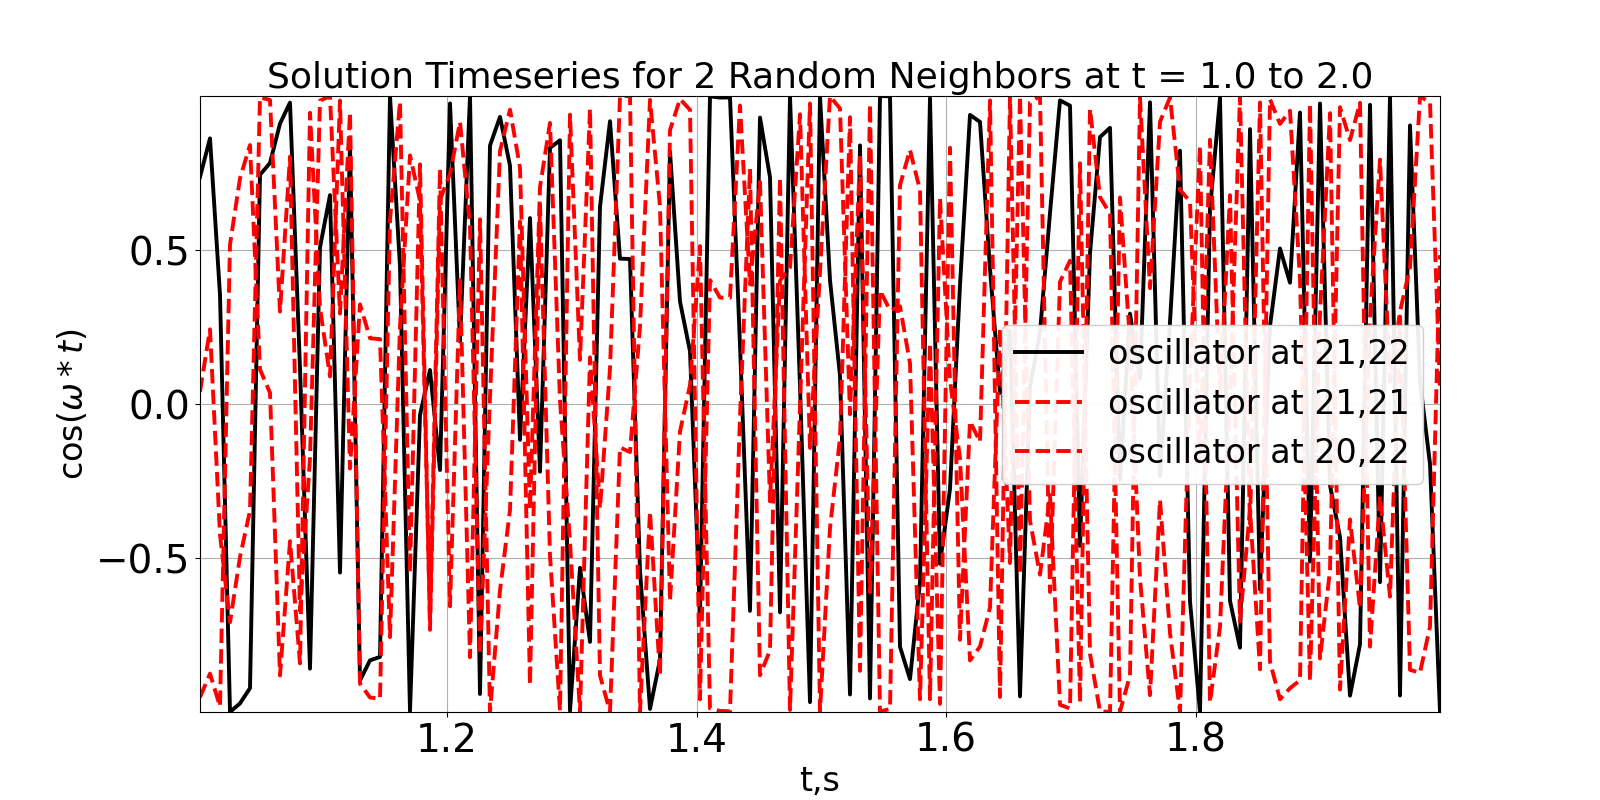 Solution Timeseries for 2 Random Neighbors at t = 1.0 to 2.0
cos(ω * t)
0.5
0.0
−0.5
oscillator at 21,22
oscillator at 21,21
oscillator at 20,22
1.2 1.4 1.6 1.8
t,s